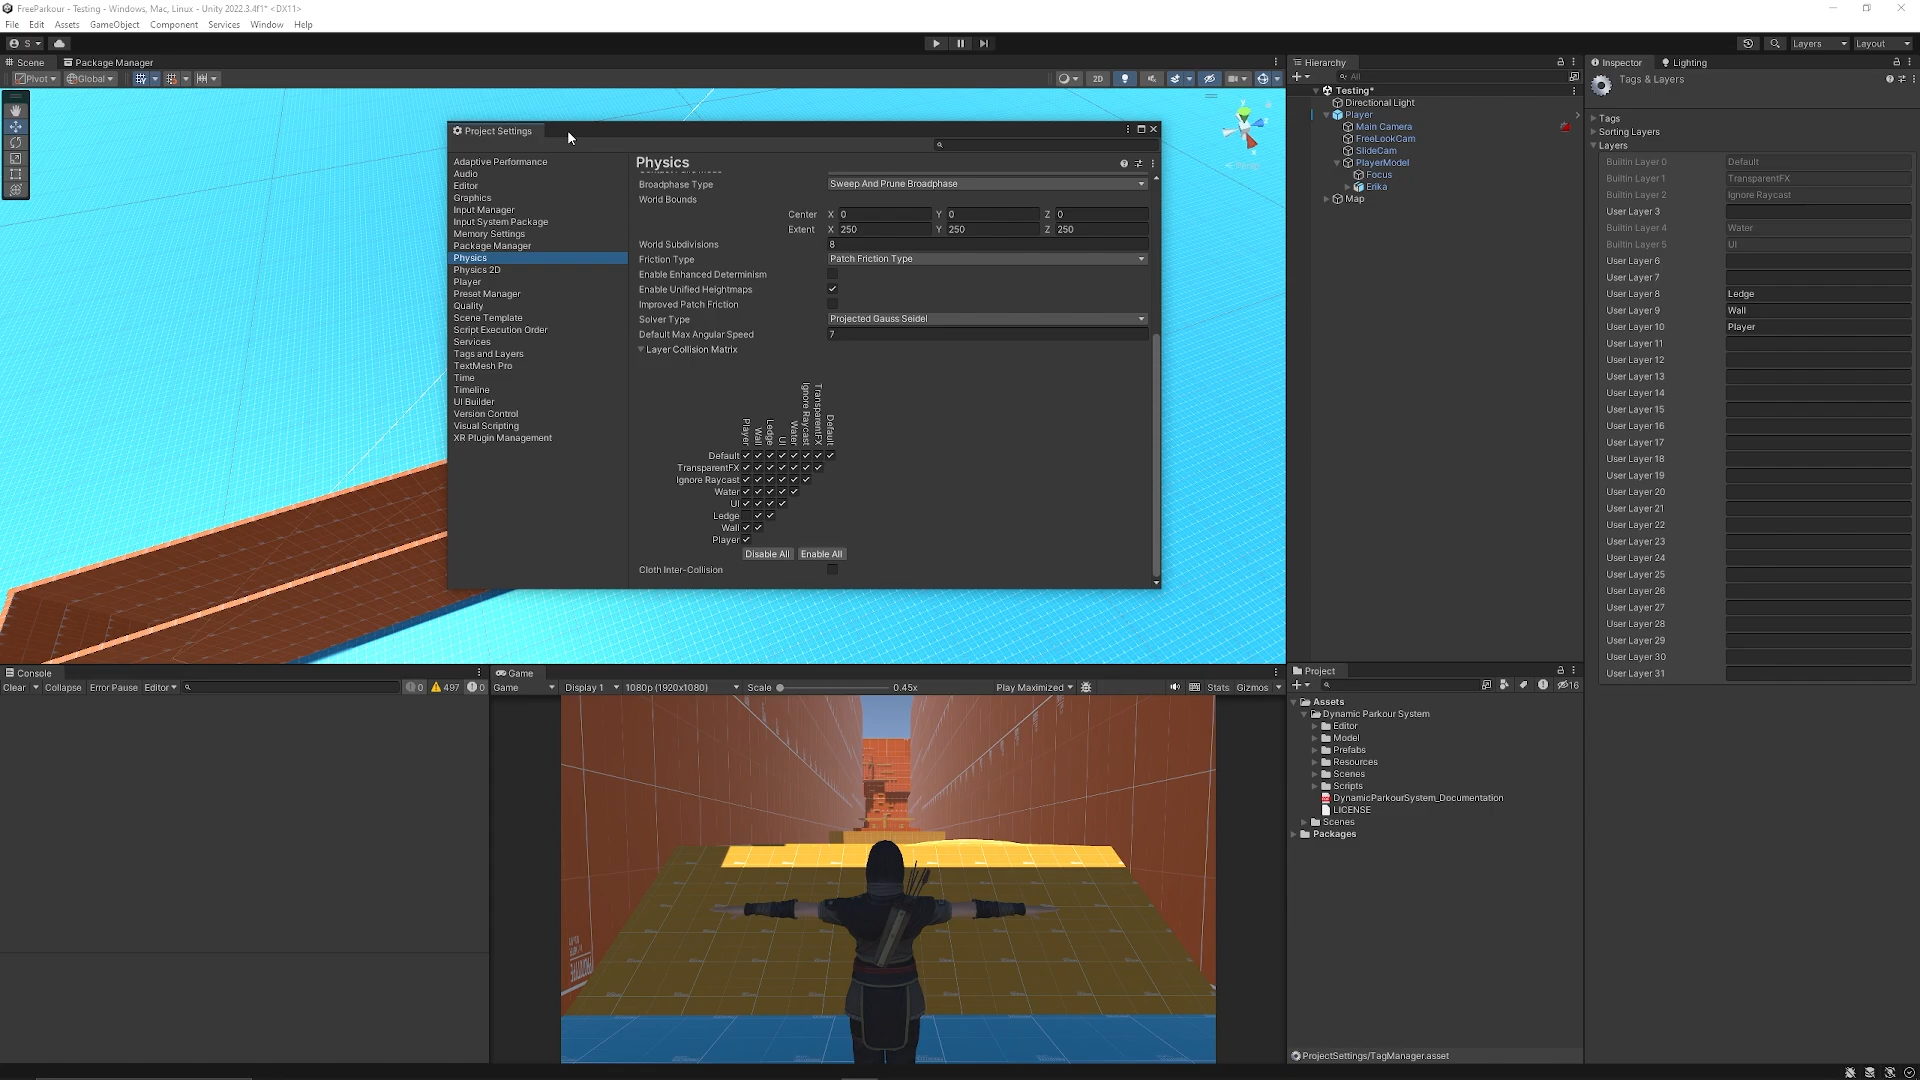 FreeParkour - Testing - Windows, Mac, Linux - Unity 2022.3.4f1* <DX11>
File Edit Assets GameObject Component Services Window Help
S
Layers Layout
Scene Package Manager
Pivot Global
2D
Persp
Project Settings
Adaptive Performance
Audio
Editor
Graphics
Input Manager
Input System Package
Memory Settings
Package Manager
Physics
Physics 2D
Player
Preset Manager
Quality
Scene Template
Script Execution Order
Services
Tags and Layers
TextMesh Pro
Time
Timeline
UI Builder
Version Control
Visual Scripting
XR Plugin Management
Physics
Broadphase Type Sweep And Prune Broadphase
World Bounds
Center X 0 Y 0 Z 0
Extent X 250 Y 250 Z 250
World Subdivisions 8
Friction Type Patch Friction Type
Enable Enhanced Determinism
Enable Unified Heightmaps
Improved Patch Friction
Solver Type Projected Gauss Seidel
Default Max Angular Speed 7
Layer Collision Matrix
Player Wall Ledge UI Water Ignore Raycast TransparentFX Default
Default
TransparentFX
Ignore Raycast
Water
UI
Ledge
Wall
Player
Disable All Enable All
Cloth Inter-Collision
Hierarchy
All
Testing*
Directional Light
Player
Main Camera
FreeLookCam
SlideCam
PlayerModel
Focus
Erika
Map
Inspector Lighting
Tags & Layers
Tags
Sorting Layers
Layers
Builtin Layer 0 Default
Builtin Layer 1 TransparentFX
Builtin Layer 2 Ignore Raycast
User Layer 3
Builtin Layer 4 Water
Builtin Layer 5 UI
User Layer 6
User Layer 7
User Layer 8 Ledge
User Layer 9 Wall
User Layer 10 Player
User Layer 11
User Layer 12
User Layer 13
User Layer 14
User Layer 15
User Layer 16
User Layer 17
User Layer 18
User Layer 19
User Layer 20
User Layer 21
User Layer 22
User Layer 23
User Layer 24
User Layer 25
User Layer 26
User Layer 27
User Layer 28
User Layer 29
User Layer 30
User Layer 31
Console
Clear Collapse Error Pause Editor 0 497 0
Game
Game Display 1 1080p (1920x1080) Scale 0.45x Play Maximized Stats Gizmos
Project
16
Assets
Dynamic Parkour System
Editor
Model
Prefabs
Resources
Scenes
Scripts
DynamicParkourSystem_Documentation
LICENSE
Scenes
Packages
ProjectSettings/TagManager.asset